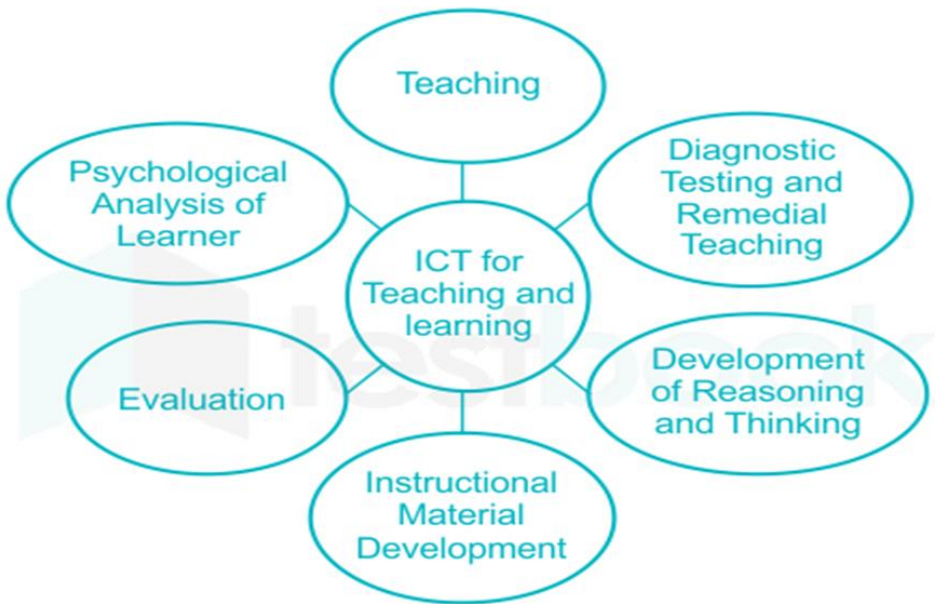 Teaching
Psychological
Analysis of
Learner
Diagnostic
Testing and
Remedial
Teaching
ICT for
Teaching and
learning
Evaluation
Development
of Reasoning
and Thinking
Instructional
Material
Development
testbook